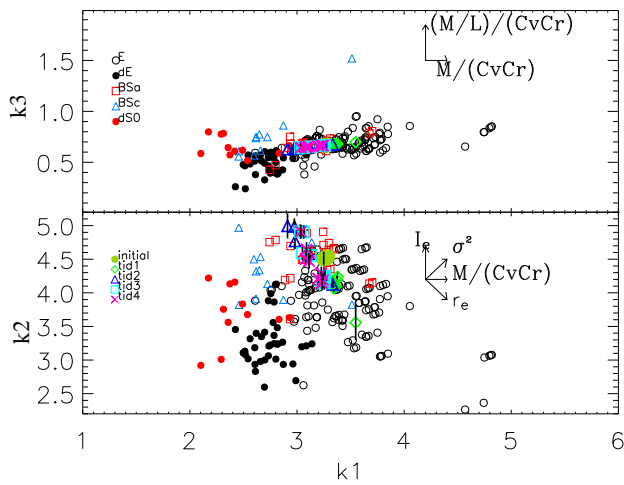 (M/L)/(CvCr)
M/(CvCr)
E
dE
BSa
BSc
dS0
1.5
1.0
0.5
k3
I_e
σ²
M/(CvCr)
r_e
initial
tid1
tid2
tid3
tid4
5.0
4.5
4.0
3.5
3.0
2.5
k2
1 2 3 4 5 6
k1